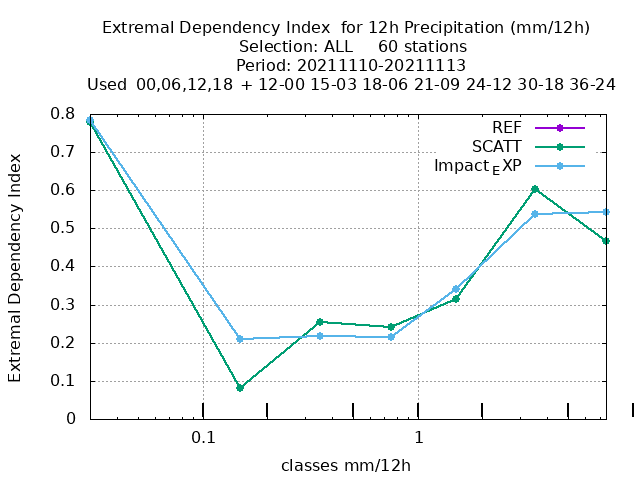 Extremal Dependency Index  for 12h Precipitation (mm/12h)
Selection: ALL     60 stations
Period: 20211110-20211113
Used  00,06,12,18  + 12-00 15-03 18-06 21-09 24-12 30-18 36-24
REF
SCATT
Impact_EXP
Extremal Dependency Index
0.8
0.7
0.6
0.5
0.4
0.3
0.2
0.1
0
0.1 1
classes mm/12h